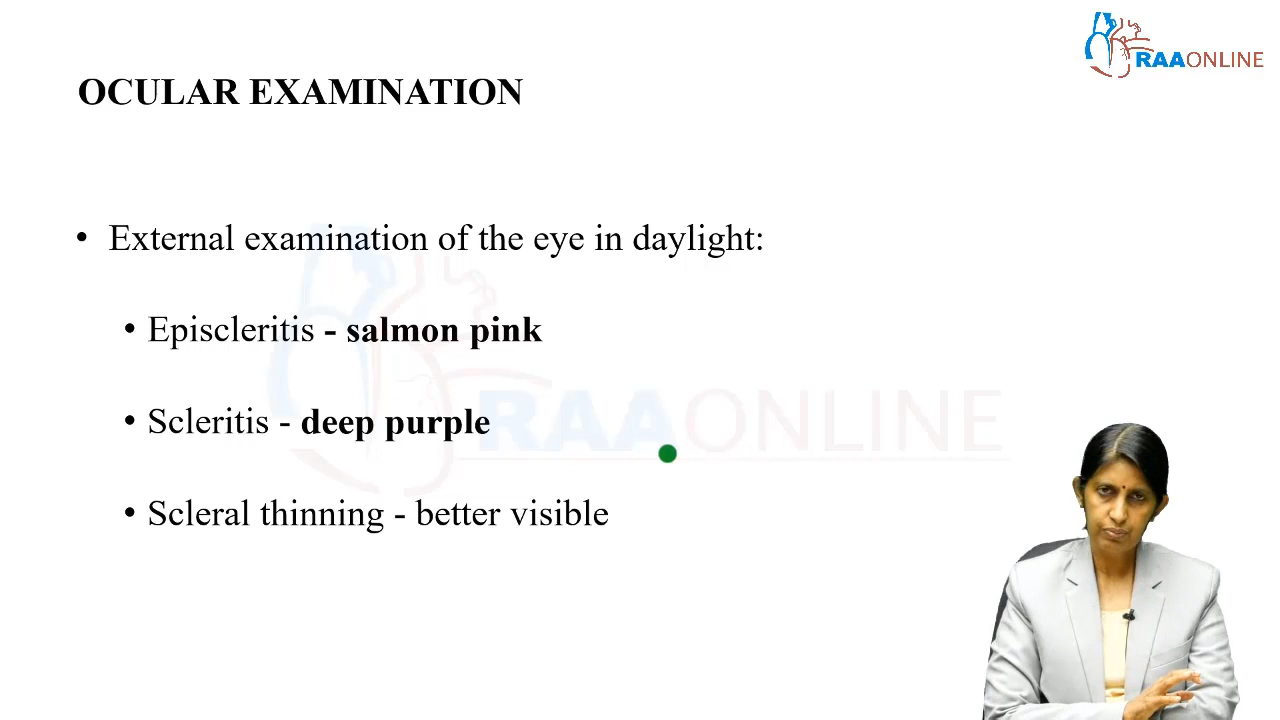 RAAONLINE
OCULAR EXAMINATION
• External examination of the eye in daylight:
• Episcleritis - salmon pink
• Scleritis - deep purple
RAAONLINE
• Scleral thinning - better visible